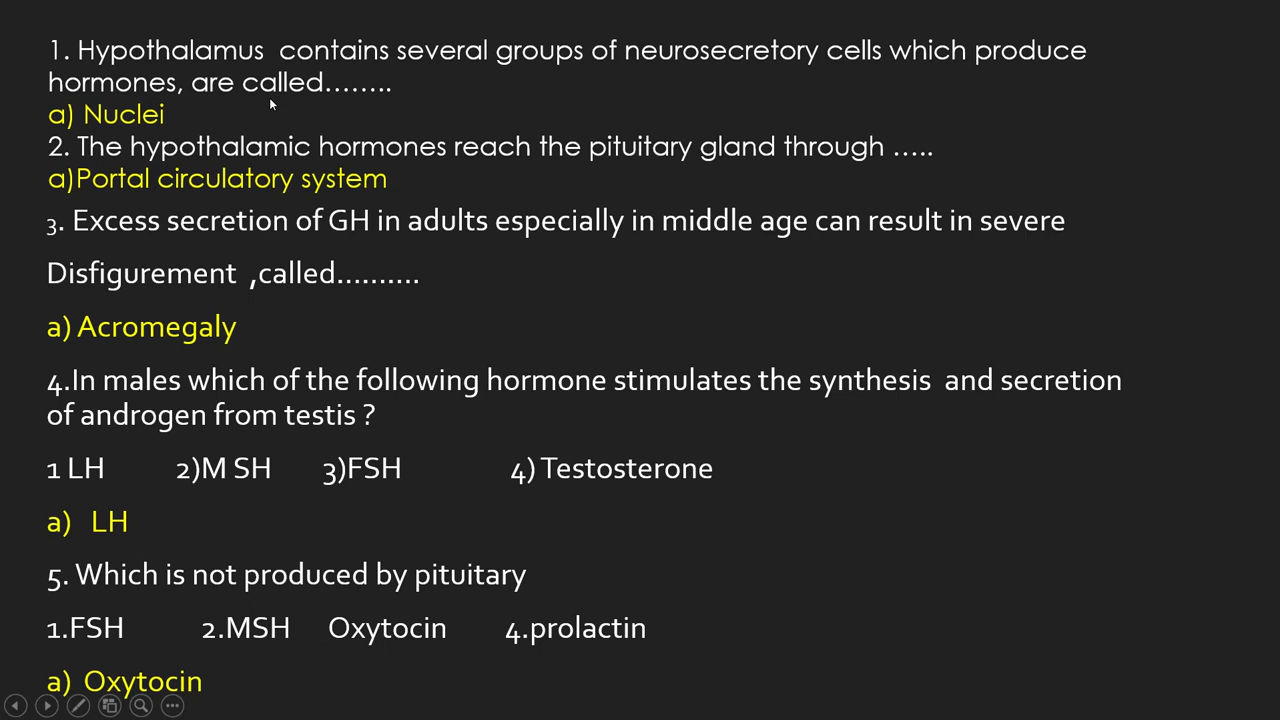 1. Hypothalamus contains several groups of neurosecretory cells which produce
hormones, are called........
a) Nuclei
2. The hypothalamic hormones reach the pituitary gland through .....
a)Portal circulatory system
3. Excess secretion of GH in adults especially in middle age can result in severe
Disfigurement ,called..........
a) Acromegaly
4.In males which of the following hormone stimulates the synthesis and secretion
of androgen from testis ?
1 LH 2)M SH 3)FSH 4) Testosterone
a) LH
5. Which is not produced by pituitary
1.FSH 2.MSH Oxytocin 4.prolactin
a) Oxytocin